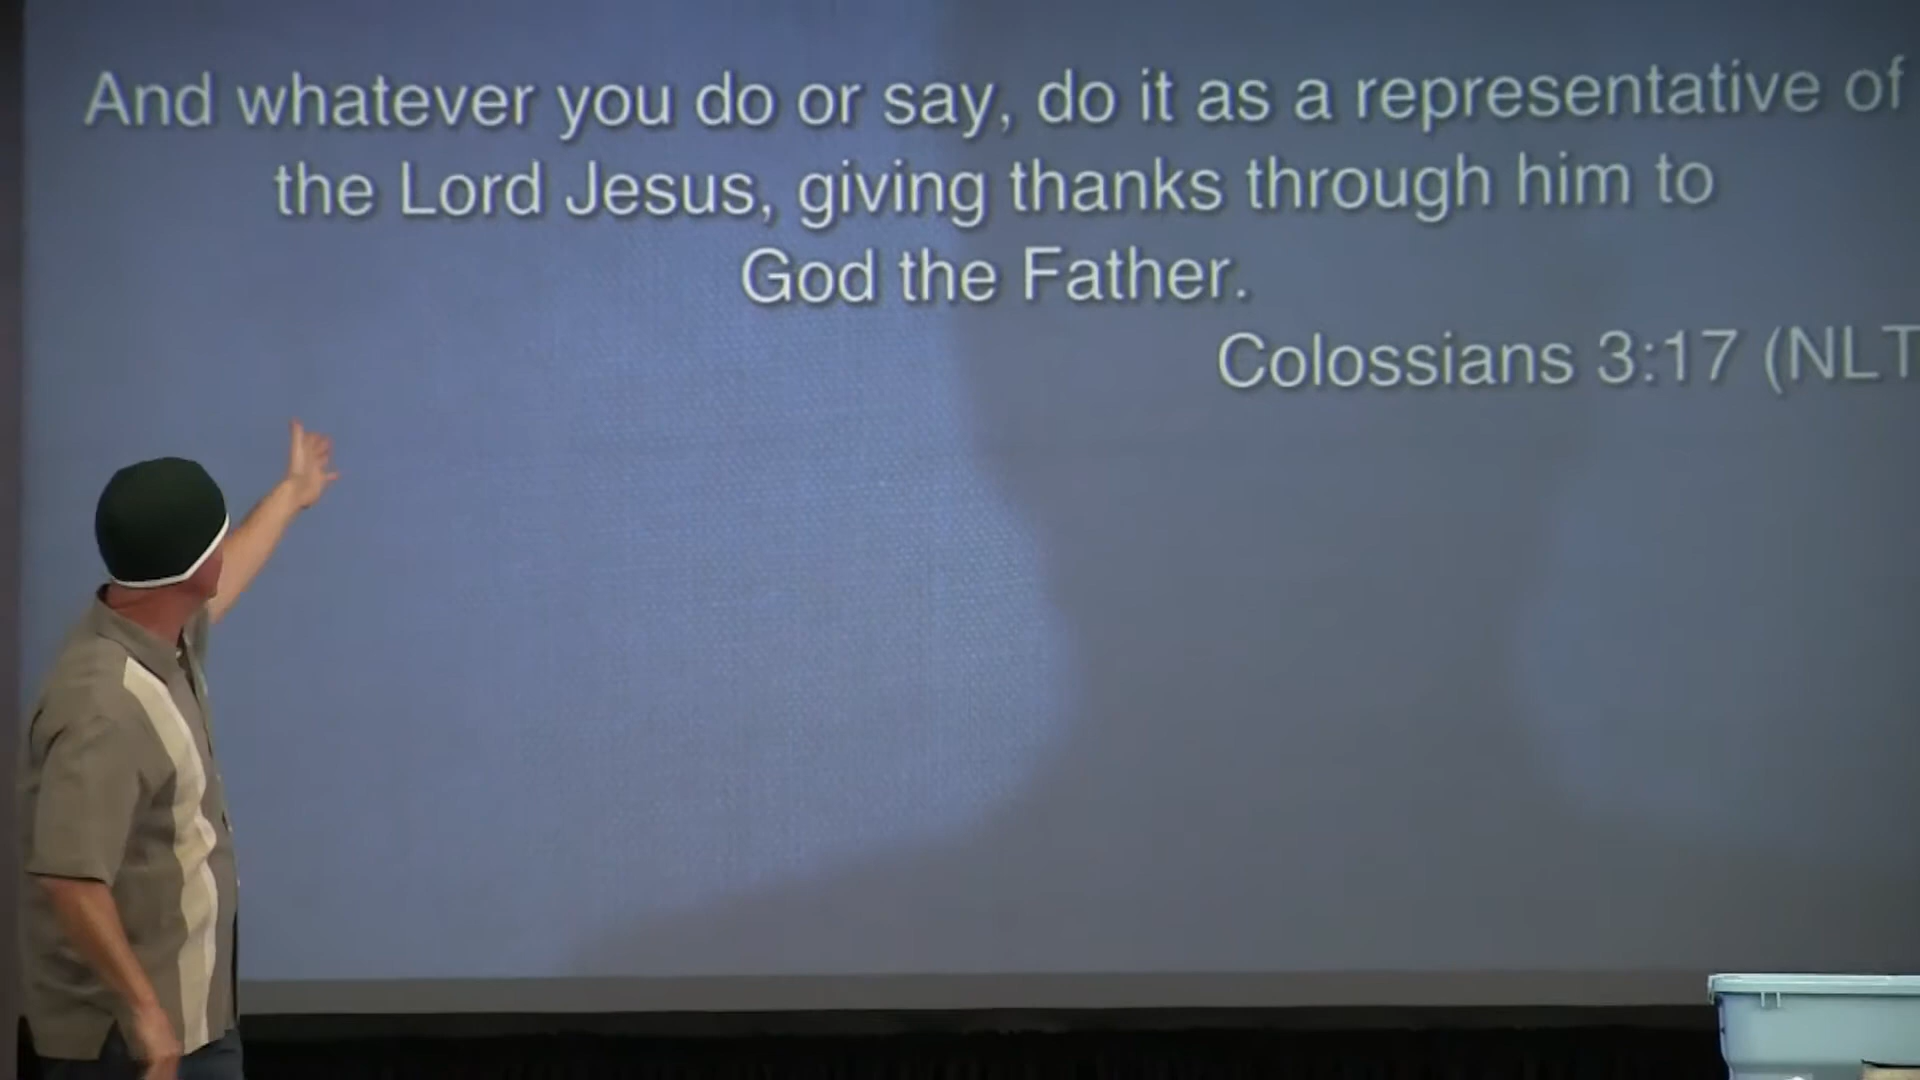 And whatever you do or say, do it as a representative of
the Lord Jesus, giving thanks through him to
God the Father.
Colossians 3:17 (NLT